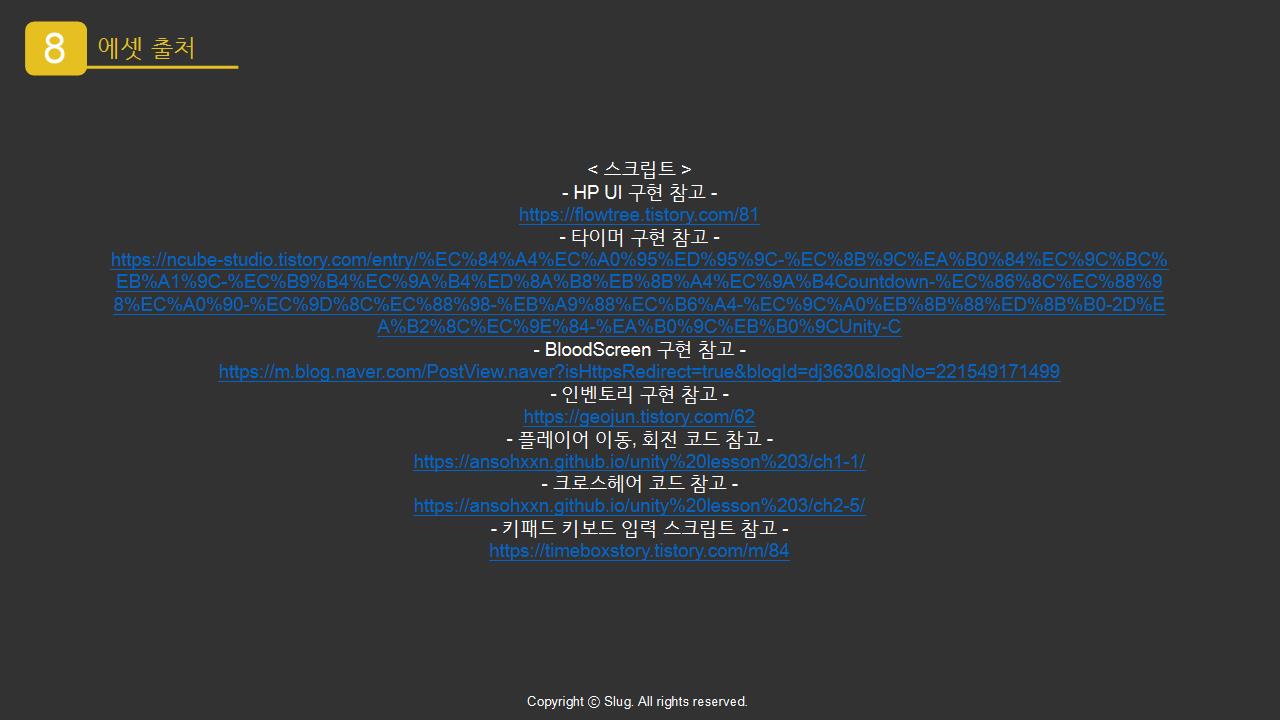 8 에셋 출처
< 스크립트 >
- HP UI 구현 참고 -
https://flowtree.tistory.com/81
- 타이머 구현 참고 -
https://ncube-studio.tistory.com/entry/%EC%84%A4%EC%A0%95%ED%95%9C-%EC%8B%9C%EA%B0%84%EC%9C%BC%
EB%A1%9C-%EC%B9%B4%EC%9A%B4%ED%8A%B8%EB%8B%A4%EC%9A%B4Countdown-%EC%86%8C%EC%88%9
8%EC%A0%90-%EC%9D%8C%EC%88%98-%EB%A9%88%EC%B6%A4-%EC%9C%A0%EB%8B%88%ED%8B%B0-2D%E
A%B2%8C%EC%9E%84-%EA%B0%9C%EB%B0%9CUnity-C
- BloodScreen 구현 참고 -
https://m.blog.naver.com/PostView.naver?isHttpsRedirect=true&blogId=dj3630&logNo=221549171499
- 인벤토리 구현 참고 -
https://geojun.tistory.com/62
- 플레이어 이동, 회전 코드 참고 -
https://ansohxxn.github.io/unity%20lesson%203/ch1-1/
- 크로스헤어 코드 참고 -
https://ansohxxn.github.io/unity%20lesson%203/ch2-5/
- 키패드 키보드 입력 스크립트 참고 -
https://timeboxstory.tistory.com/m/84
Copyright ⓒ Slug. All rights reserved.